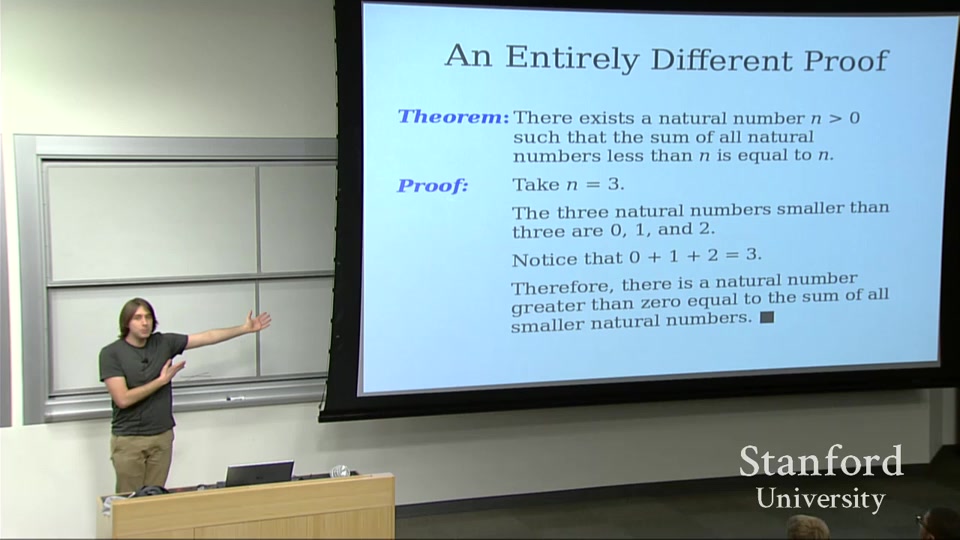 An Entirely Different Proof
Theorem: There exists a natural number n > 0
such that the sum of all natural
numbers less than n is equal to n.
Proof: Take n = 3.
The three natural numbers smaller than
three are 0, 1, and 2.
Notice that 0 + 1 + 2 = 3.
Therefore, there is a natural number
greater than zero equal to the sum of all
smaller natural numbers. ■
Stanford
University